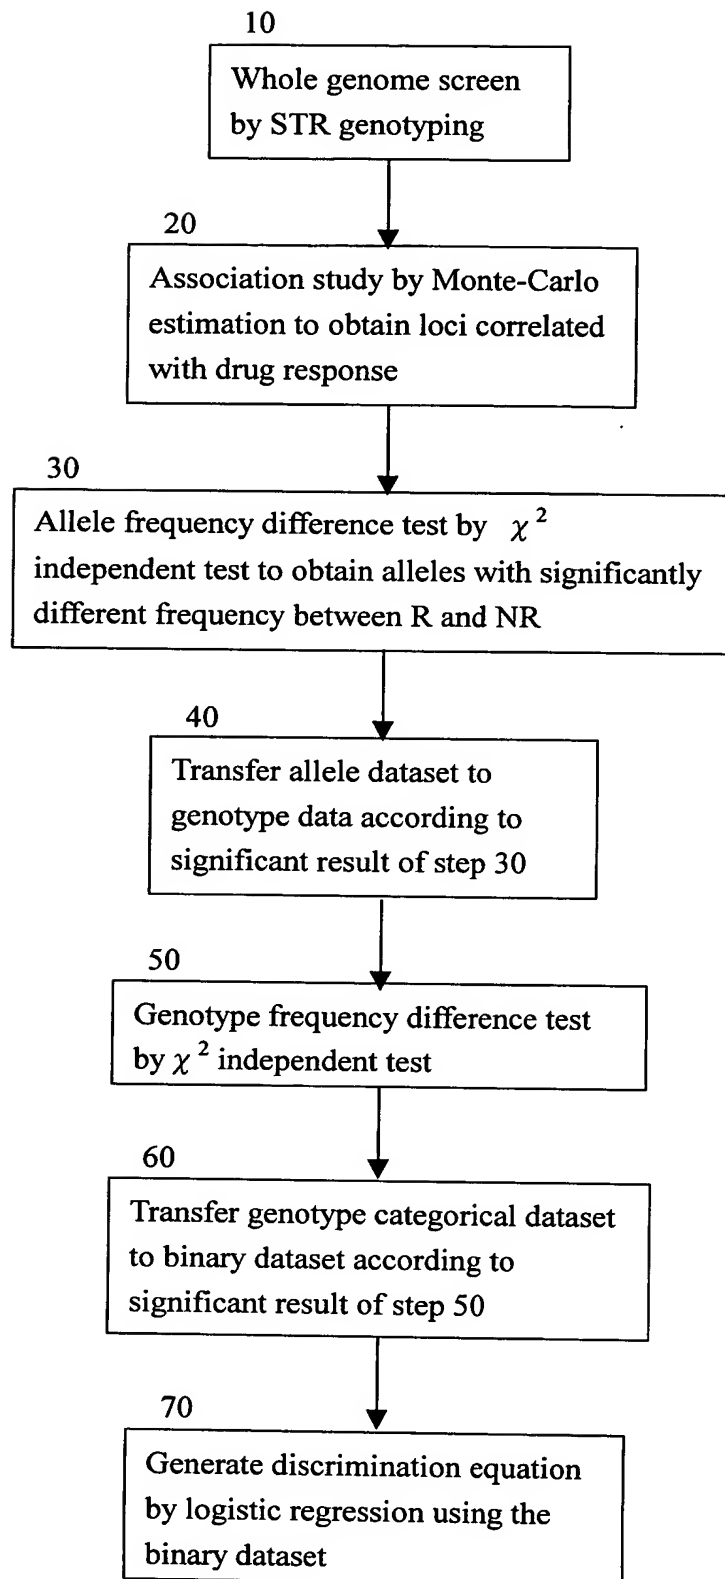 10
Whole genome screen
by STR genotyping
20
Association study by Monte-Carlo
estimation to obtain loci correlated
with drug response
30
Allele frequency difference test by χ²
independent test to obtain alleles with significantly
different frequency between R and NR
40
Transfer allele dataset to
genotype data according to
significant result of step 30
50
Genotype frequency difference test
by χ² independent test
60
Transfer genotype categorical dataset
to binary dataset according to
significant result of step 50
70
Generate discrimination equation
by logistic regression using the
binary dataset